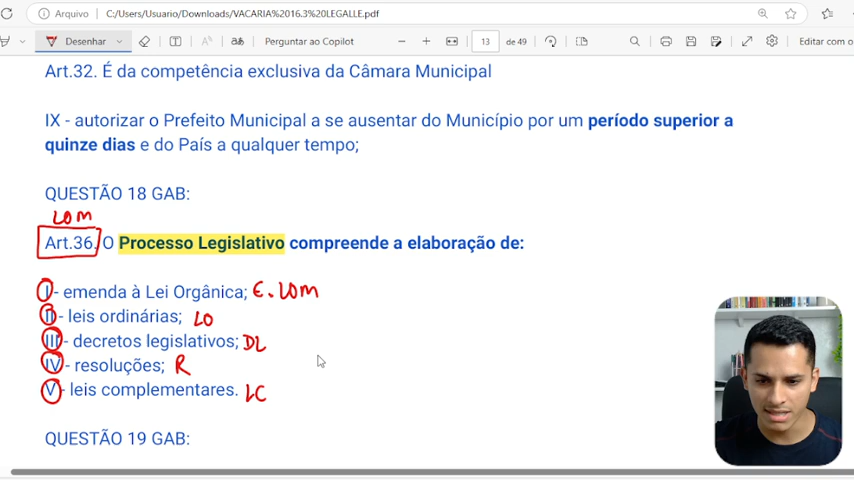 Arquivo C:/Users/Usuario/Downloads/VACARIA%2016.3%20LEGALLE.pdf
Desenhar Perguntar ao Copilot 13 de 49 Editar com o
Art.32. É da competência exclusiva da Câmara Municipal
IX - autorizar o Prefeito Municipal a se ausentar do Município por um período superior a
quinze dias e do País a qualquer tempo;
QUESTÃO 18 GAB:
LOM
Art.36. O Processo Legislativo compreende a elaboração de:
I - emenda à Lei Orgânica; E. LOM
II - leis ordinárias; LO
III - decretos legislativos; DL
IV - resoluções; R
V - leis complementares. LC
QUESTÃO 19 GAB: